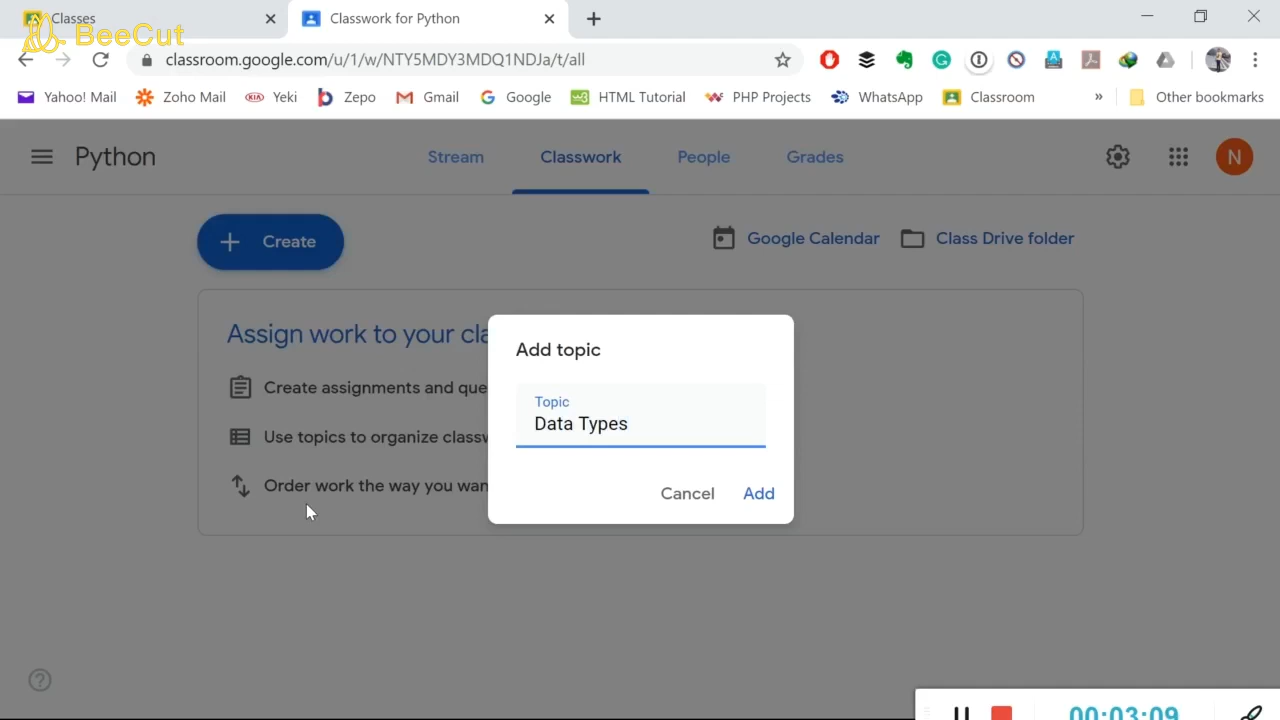 Classes
Classwork for Python
BeeCut
classroom.google.com/u/1/w/NTY5MDY3MDQ1NDJa/t/all
Yahoo! Mail
Zoho Mail
Yeki
Zepo
Gmail
Google
HTML Tutorial
PHP Projects
WhatsApp
Classroom
»
Other bookmarks
Python
Stream
Classwork
People
Grades
N
Create
Google Calendar
Class Drive folder
Assign work to your cla
Create assignments and que
Use topics to organize classw
Order work the way you wan
Add topic
Topic
Data Types
Cancel
Add
00:03:09